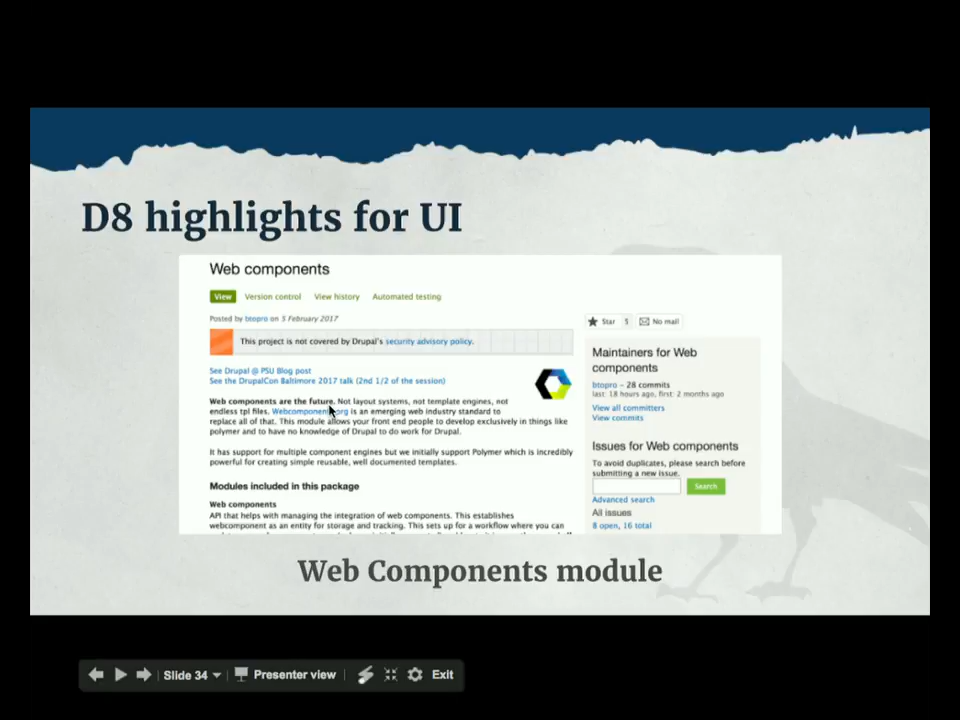 D8 highlights for UI
Web components
View Version control View history Automated testing
Posted by btopro on 5 February 2017
Star 5 No mail
This project is not covered by Drupal's security advisory policy.
See Drupal @ PSU Blog post
See the DrupalCon Baltimore 2017 talk (2nd 1/2 of the session)
Web components are the future. Not layout systems, not template engines, not
endless tpl files. Webcomponents.org is an emerging web industry standard to
replace all of that. This module allows your front end people to develop exclusively in things like
polymer and to have no knowledge of Drupal to do work for Drupal.
It has support for multiple component engines but we initially support Polymer which is incredibly
powerful for creating simple reusable, well documented templates.
Modules included in this package
Web components
API that helps with managing the integration of web components. This establishes
webcomponent as an entity for storage and tracking. This sets up for a workflow where you can
Maintainers for Web
components
btopro – 28 commits
last: 18 hours ago, first: 2 months ago
View all committers
View commits
Issues for Web components
To avoid duplicates, please search before
submitting a new issue.
Search
Advanced search
All issues
8 open, 16 total
Web Components module
Slide 34 Presenter view Exit